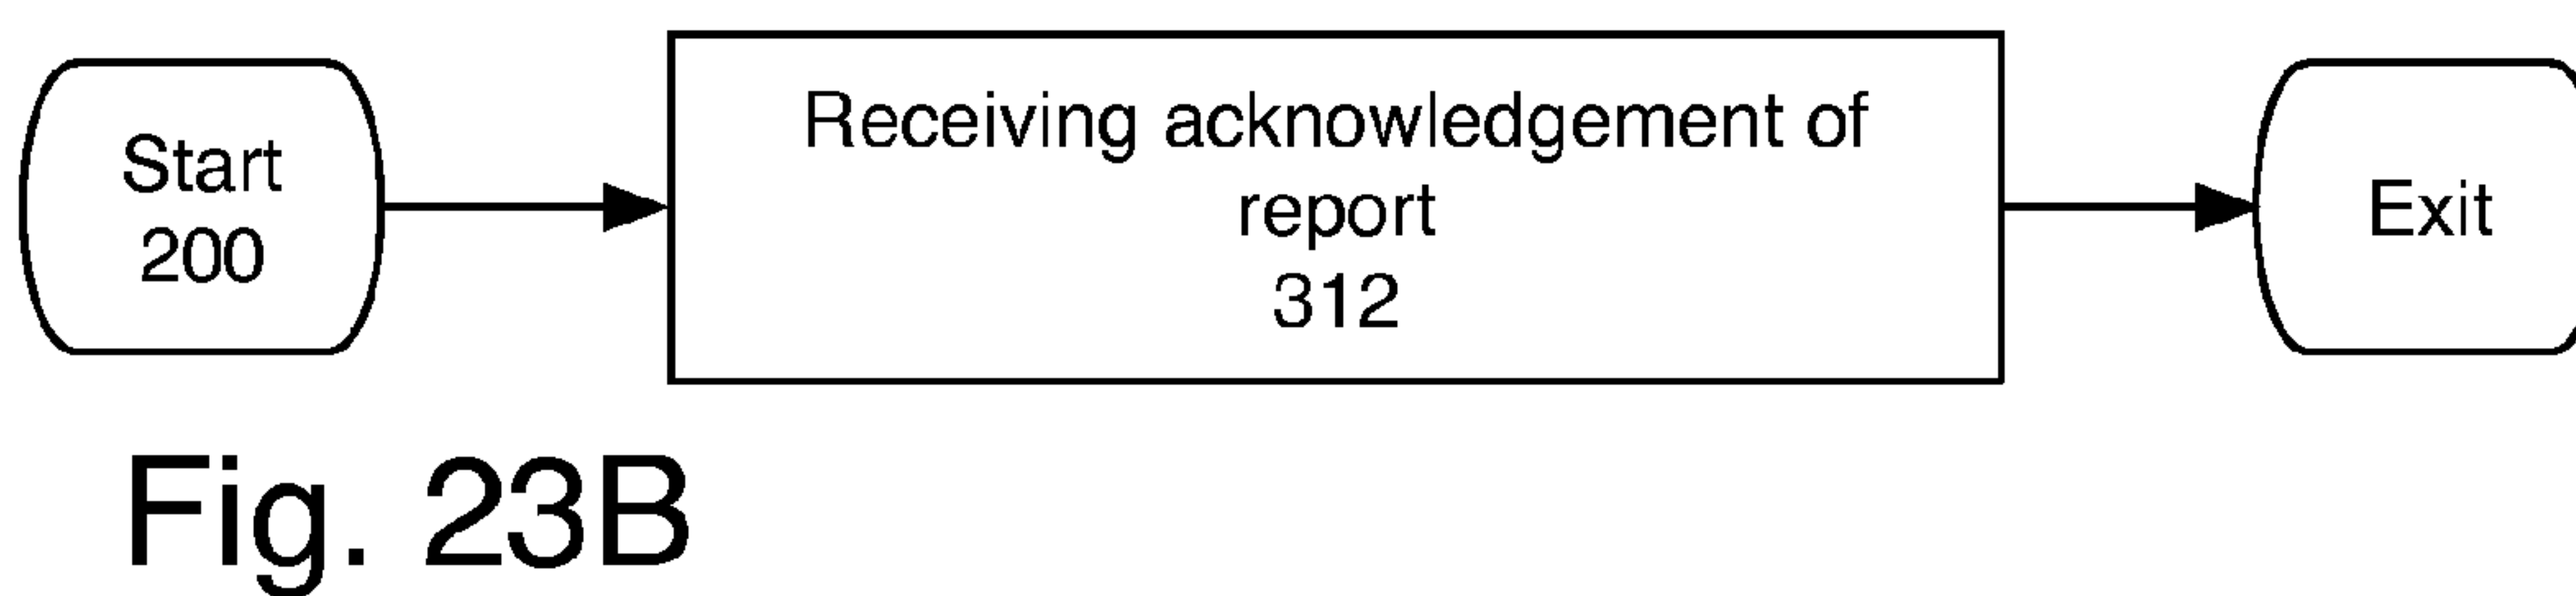 Start
200
Receiving acknowledgement of
report
312
Exit
Fig. 23B